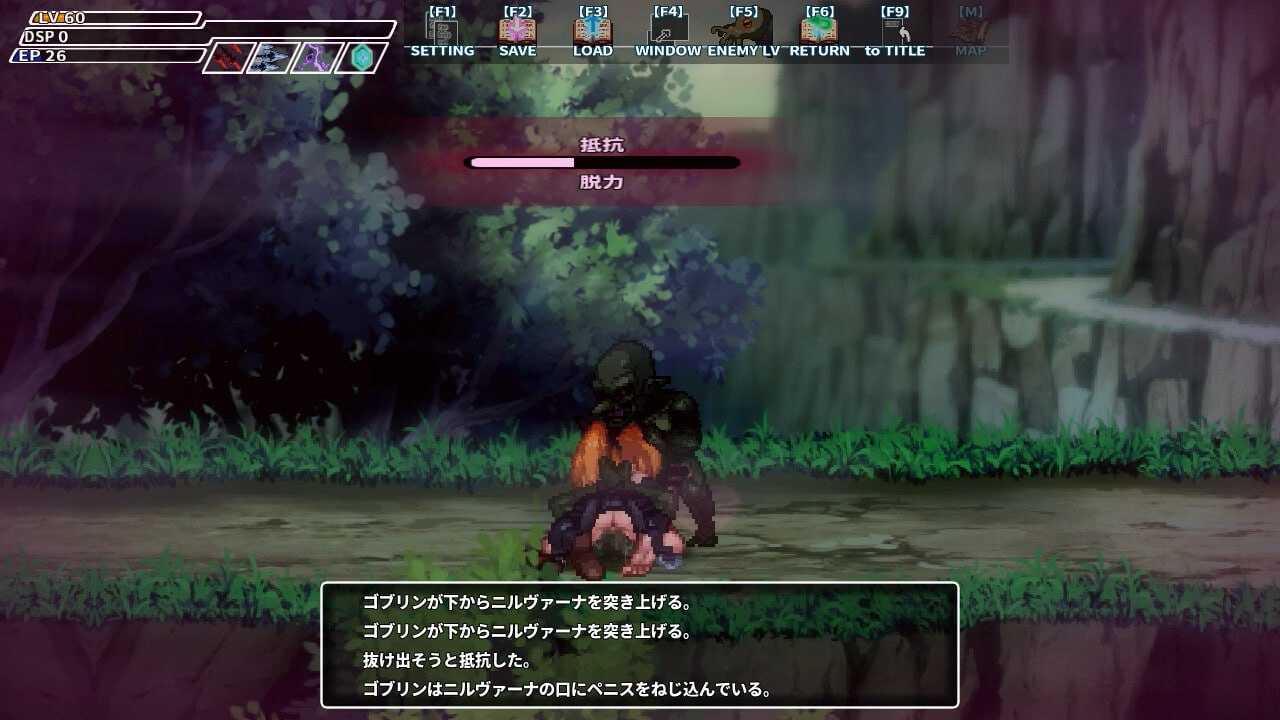 LV 60
DSP 0
EP 26
[F1] [F2] [F3] [F4] [F5] [F6] [F9] [M]
SETTING SAVE LOAD WINDOW ENEMY LV RETURN to TITLE MAP
抵抗
脱力
ゴブリンが下からニルヴァーナを突き上げる。
ゴブリンが下からニルヴァーナを突き上げる。
抜け出そうと抵抗した。
ゴブリンはニルヴァーナの口にペニスをねじ込んでいる。